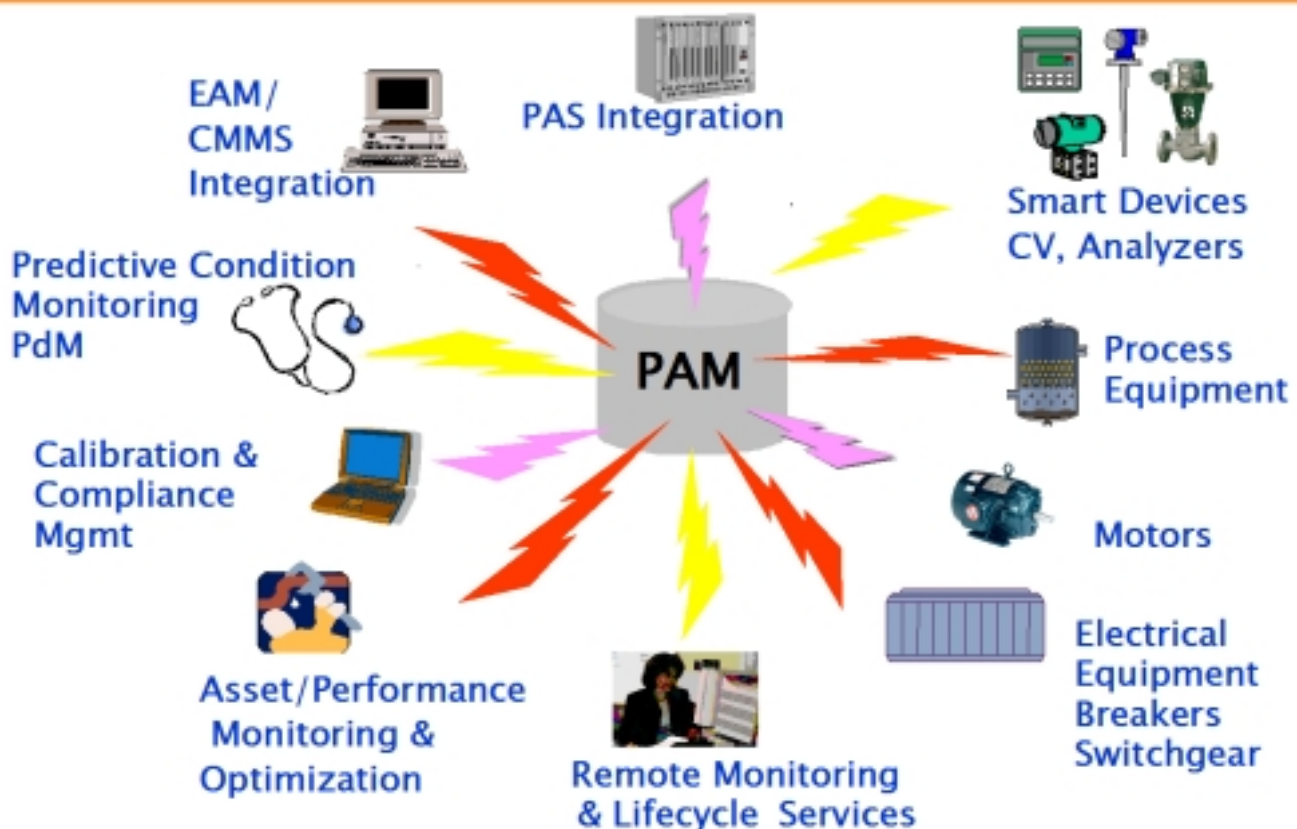 PAS Integration
EAM/
CMMS
Integration
Smart Devices
CV, Analyzers
Predictive Condition
Monitoring
PdM
PAM
Process
Equipment
Calibration &
Compliance
Mgmt
Motors
Electrical
Equipment
Breakers
Switchgear
Asset/Performance
Monitoring &
Optimization
Remote Monitoring
& Lifecycle Services